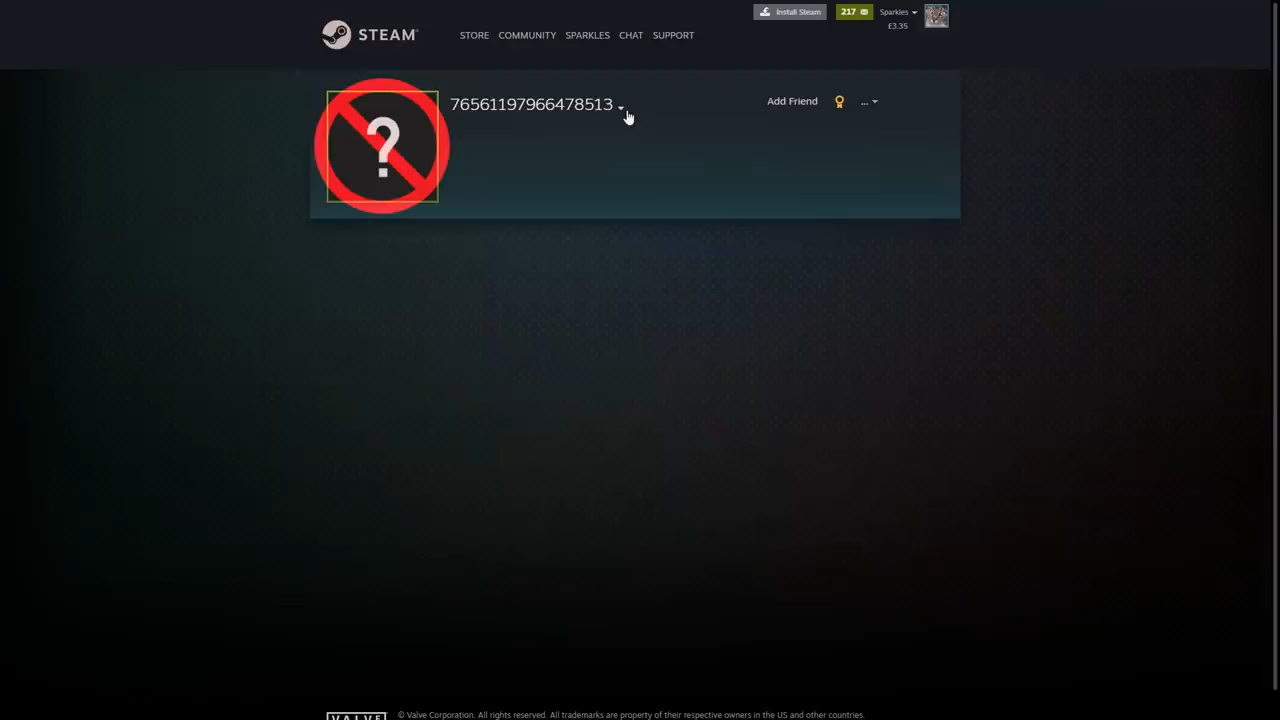 Install Steam
217
Sparkles
£3.35
STEAM®
STORE COMMUNITY SPARKLES CHAT SUPPORT
76561197966478513
Add Friend
...
?
VALVE
© Valve Corporation. All rights reserved. All trademarks are property of their respective owners in the US and other countries.